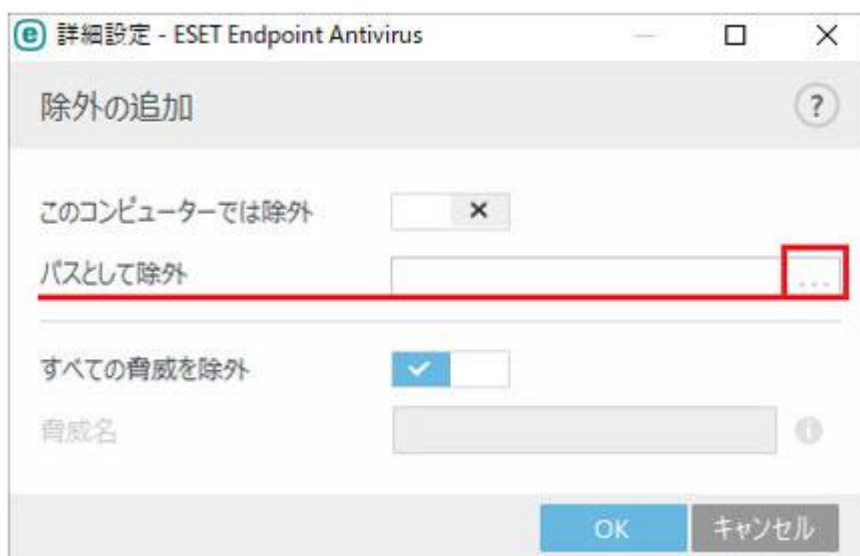 詳細設定 - ESET Endpoint Antivirus
除外の追加
?
このコンピューターでは除外
パスとして除外
...
すべての脅威を除外
脅威名
OK キャンセル